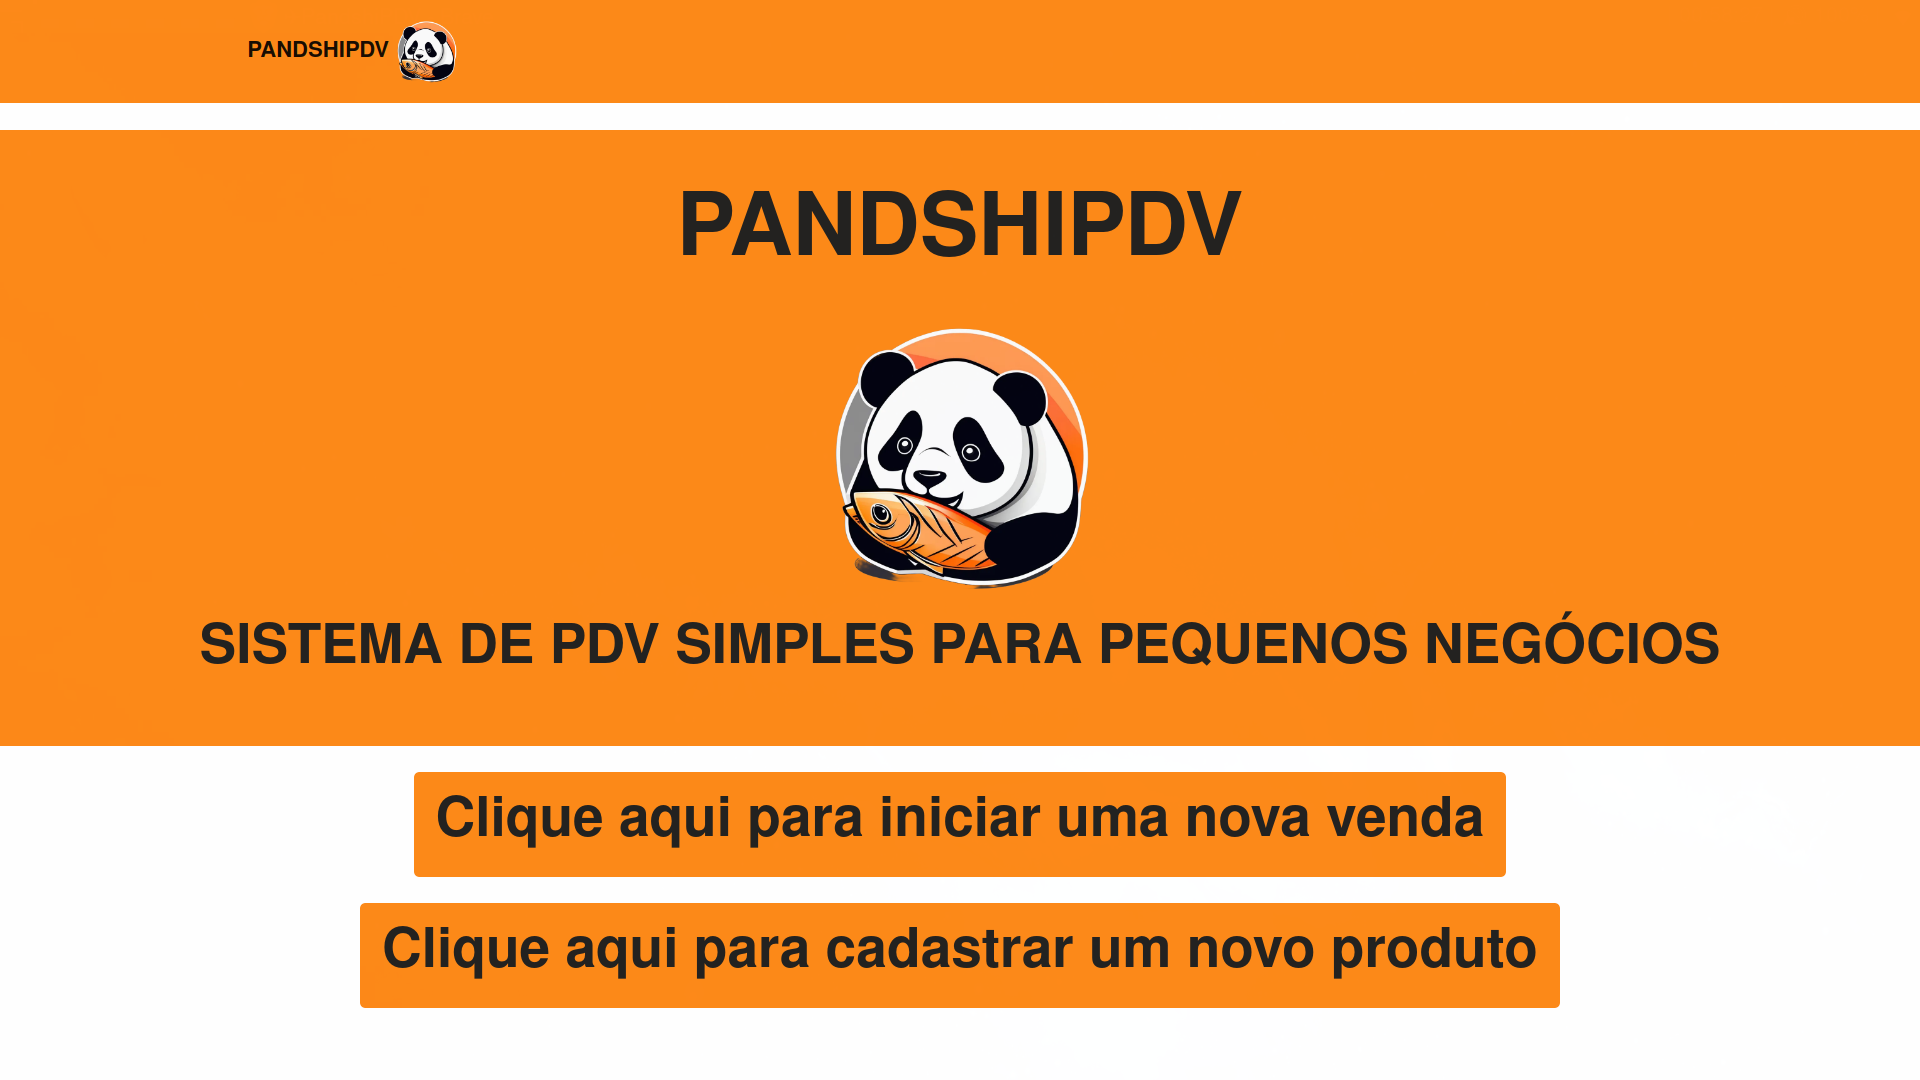 PANDSHIPDV
PANDSHIPDV
SISTEMA DE PDV SIMPLES PARA PEQUENOS NEGÓCIOS
Clique aqui para iniciar uma nova venda
Clique aqui para cadastrar um novo produto